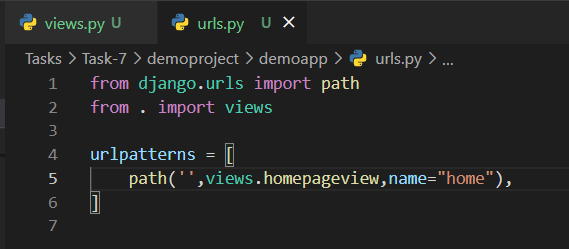 views.py U urls.py U ×
Tasks > Task-7 > demoproject > demoapp > urls.py > ...
1 from django.urls import path
2 from . import views
3
4 urlpatterns = [
5     path('',views.homepageview,name="home"),
6 ]
7